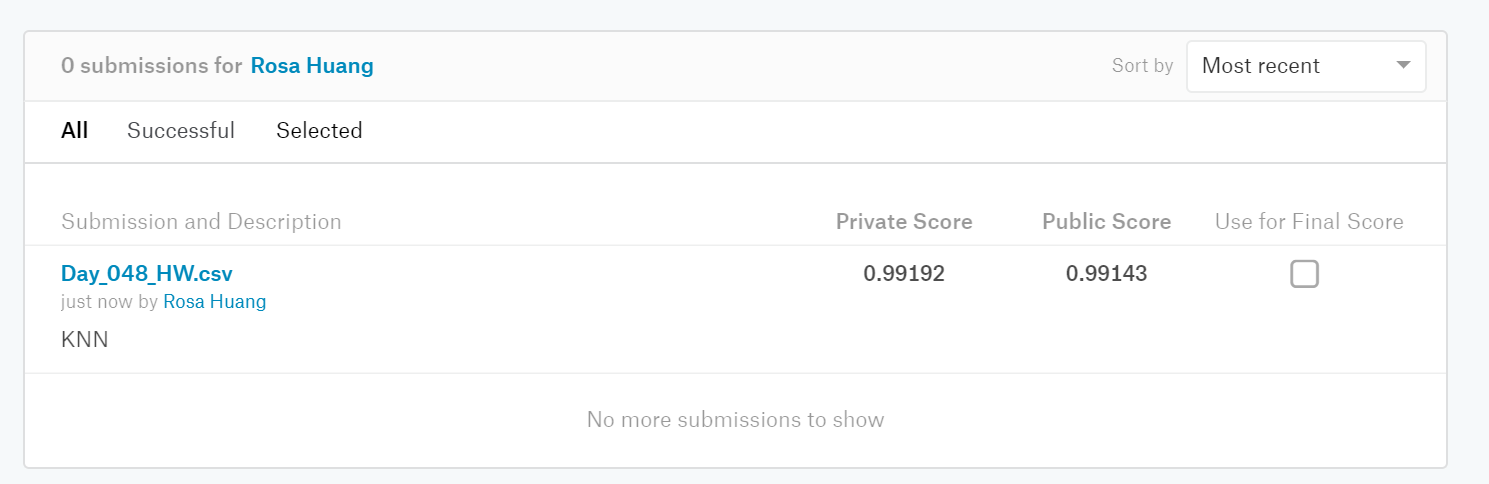 0 submissions for Rosa Huang Sort by Most recent
All Successful Selected
Submission and Description Private Score Public Score Use for Final Score
Day_048_HW.csv 0.99192 0.99143
just now by Rosa Huang
KNN
No more submissions to show